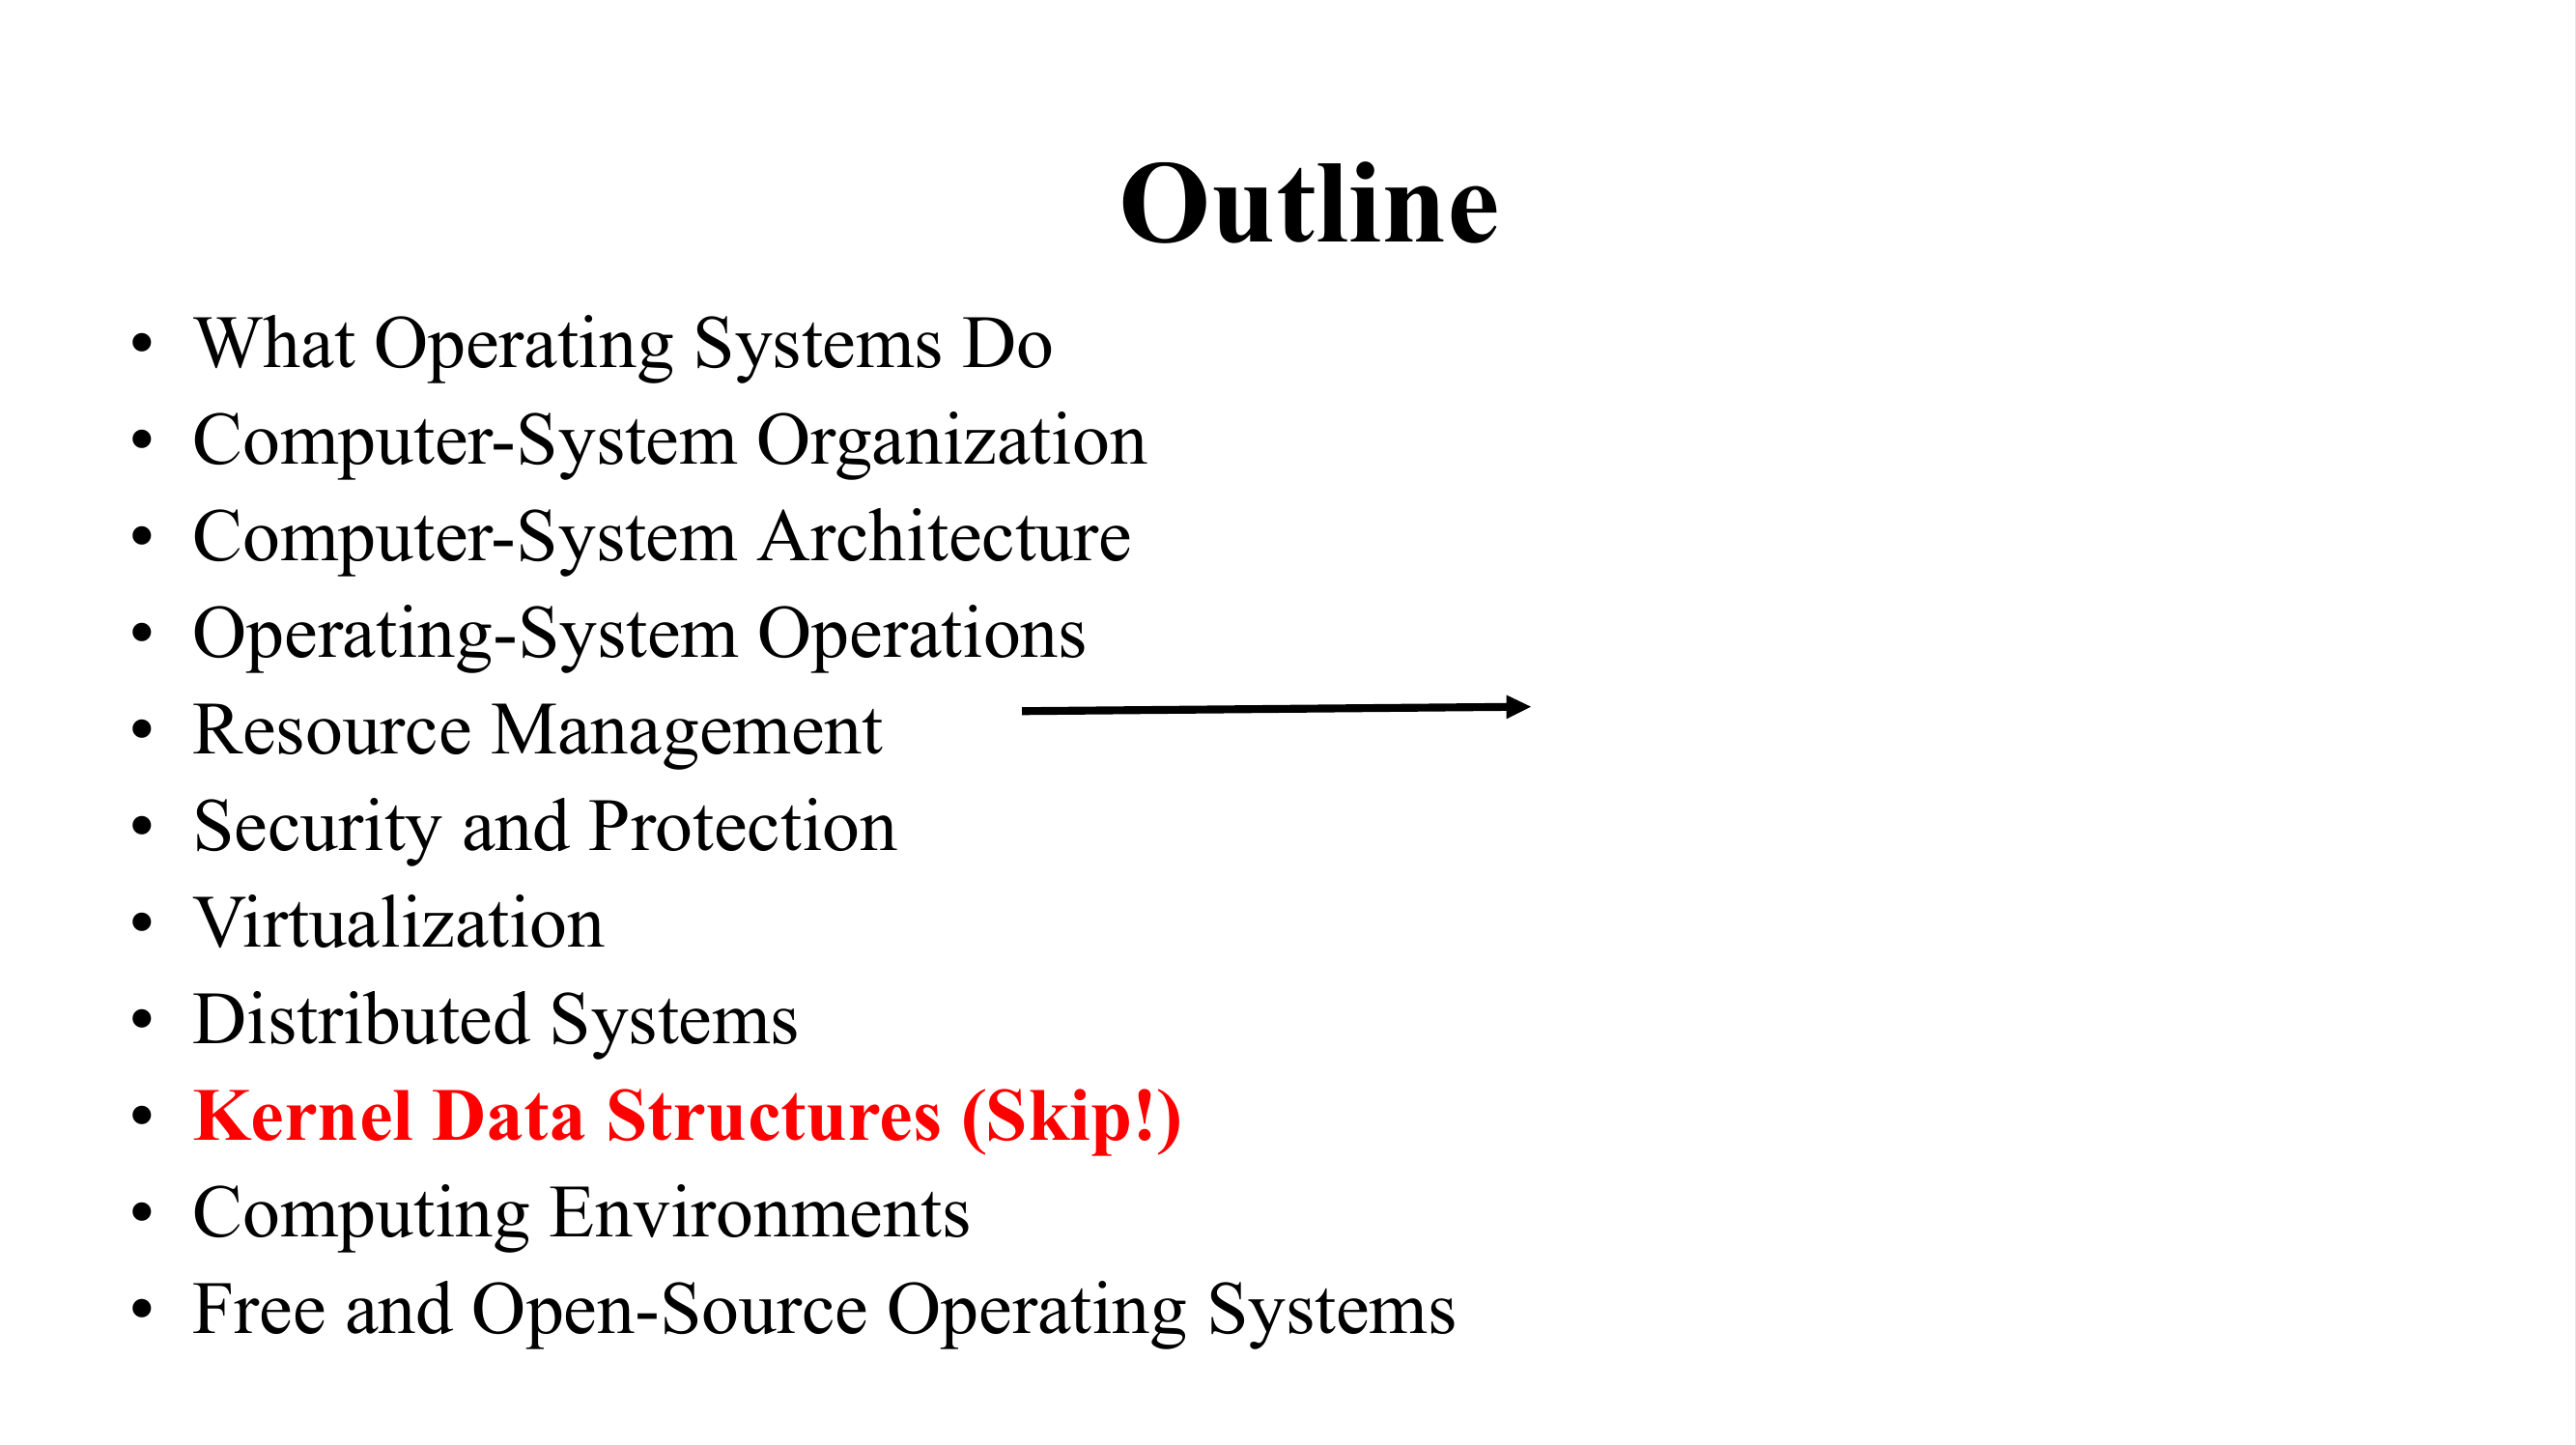 Outline
• What Operating Systems Do
• Computer-System Organization
• Computer-System Architecture
• Operating-System Operations
• Resource Management
• Security and Protection
• Virtualization
• Distributed Systems
• Kernel Data Structures (Skip!)
• Computing Environments
• Free and Open-Source Operating Systems